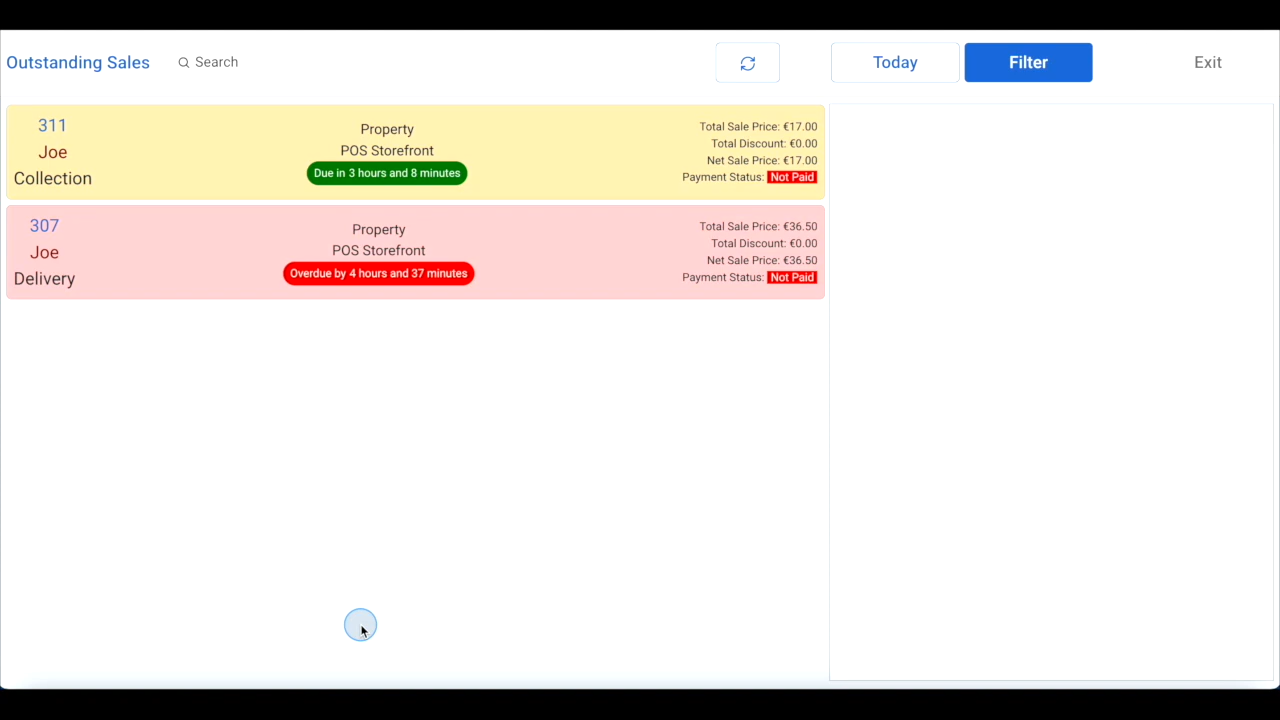 Outstanding Sales
Search
Today
Filter
Exit
311
Joe
Collection
Property
POS Storefront
Due in 3 hours and 8 minutes
Total Sale Price: €17.00
Total Discount: €0.00
Net Sale Price: €17.00
Payment Status: Not Paid
307
Joe
Delivery
Property
POS Storefront
Overdue by 4 hours and 37 minutes
Total Sale Price: €36.50
Total Discount: €0.00
Net Sale Price: €36.50
Payment Status: Not Paid